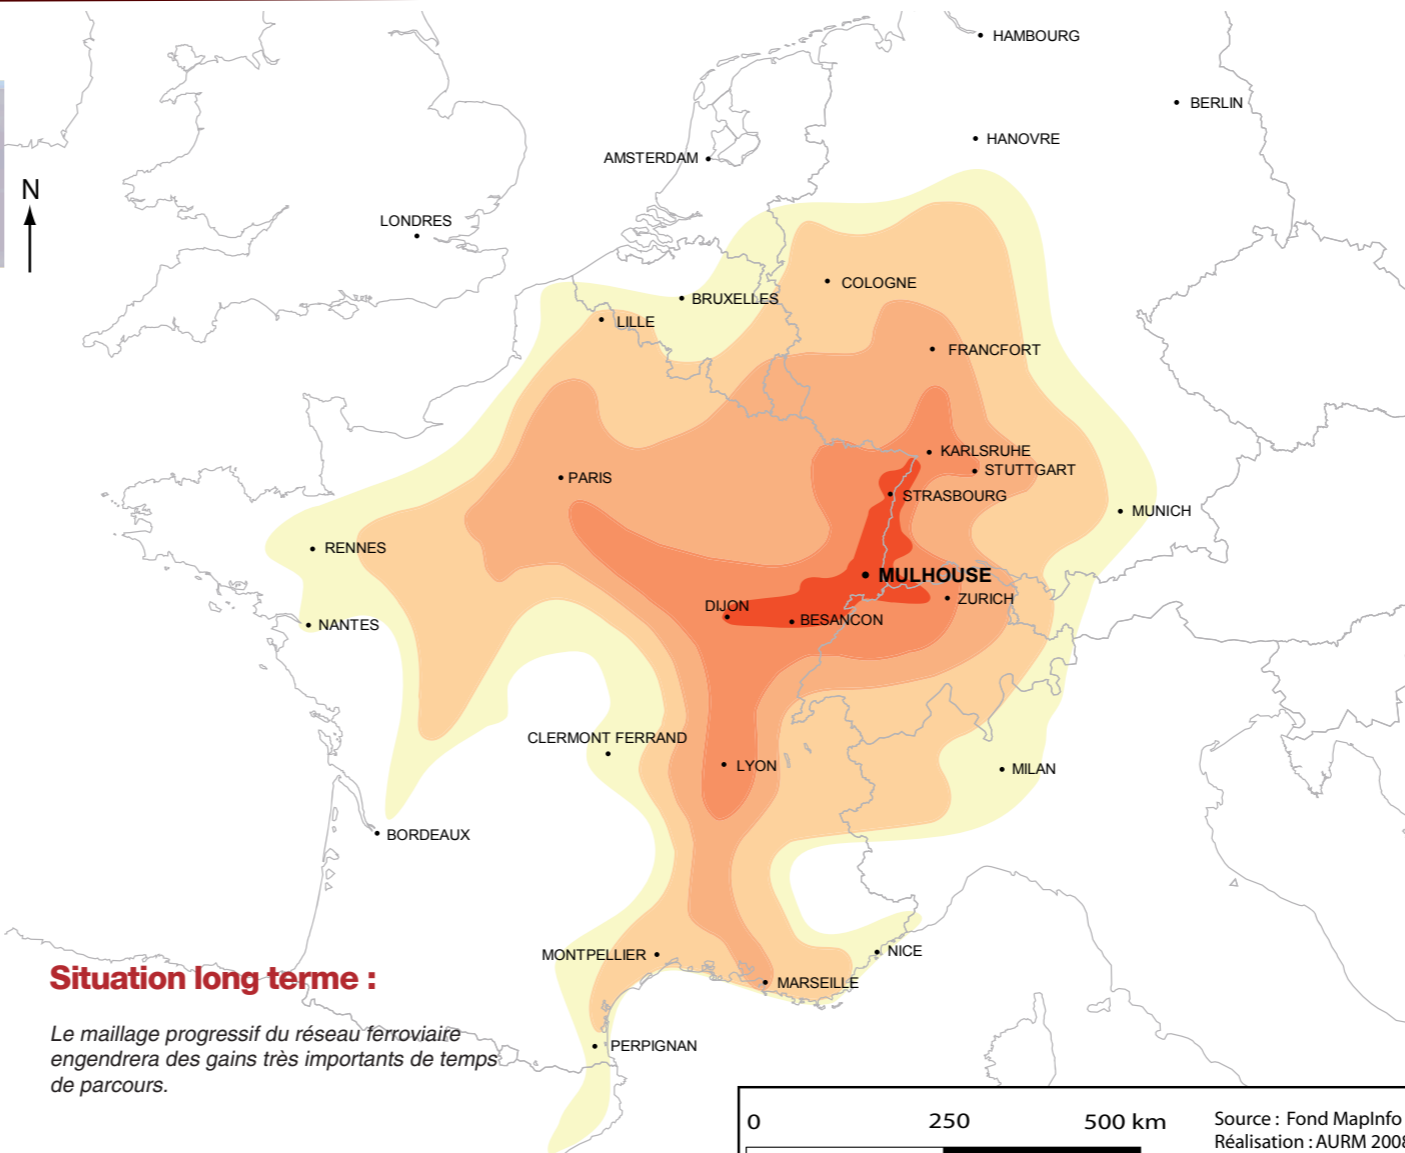 HAMBOURG
BERLIN
HANOVRE
AMSTERDAM
N
LONDRES
COLOGNE
BRUXELLES
LILLE
FRANCFORT
KARLSRUHE
STUTTGART
PARIS
STRASBOURG
MUNICH
RENNES
MULHOUSE
ZURICH
DIJON
BESANCON
NANTES
CLERMONT FERRAND
LYON
MILAN
BORDEAUX
NICE
MONTPELLIER
MARSEILLE
PERPIGNAN
Situation long terme :
Le maillage progressif du réseau ferroviaire
engendrera des gains très importants de temps
de parcours.
0 250 500 km
Source : Fond MapInfo
Réalisation : AURM 2008